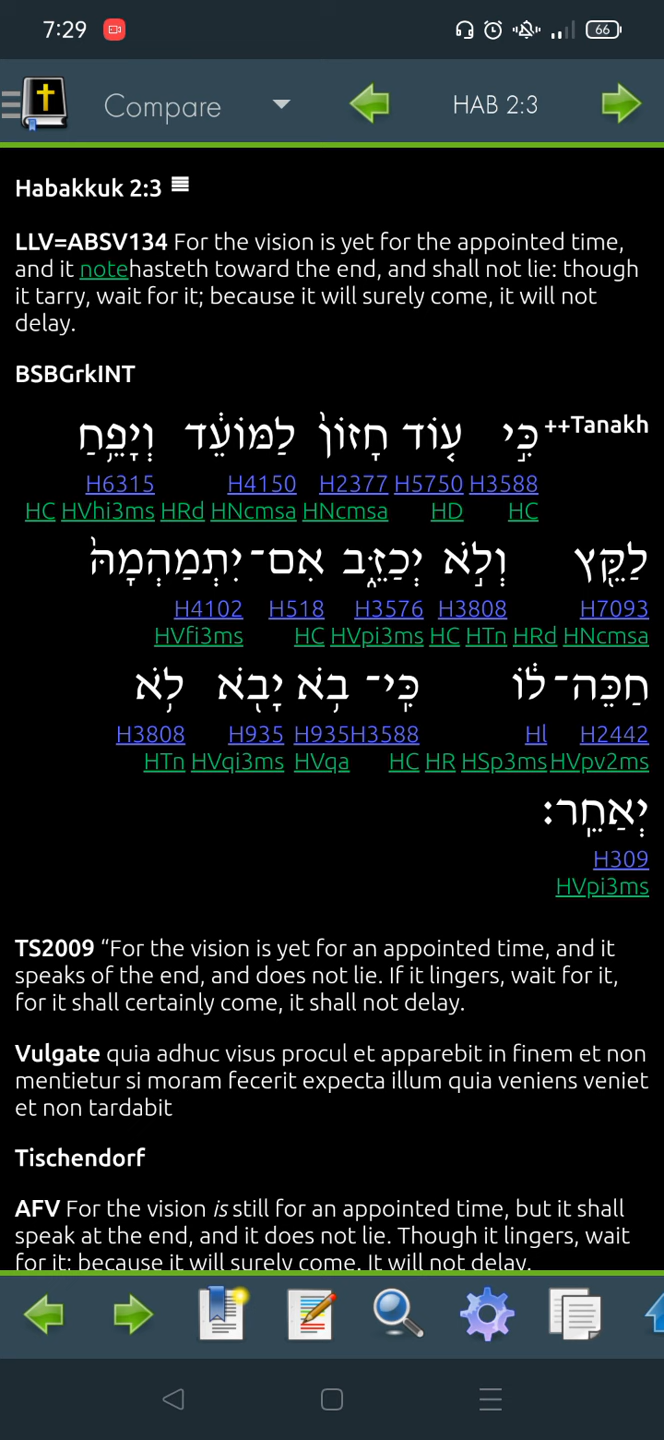 7:29
66
Compare
HAB 2:3
Habakkuk 2:3
LLV=ABSV134 For the vision is yet for the appointed time,
and it notehasteth toward the end, and shall not lie: though
it tarry, wait for it; because it will surely come, it will not
delay.
BSBGrkINT
++Tanakh כִּ֣י ע֤וֹד חָזוֹן֙ לַמּוֹעֵ֔ד וְיָפֵ֥חַ
H6315 H4150 H2377 H5750 H3588
HC HVhi3ms HRd HNcmsa HNcmsa HD HC
לַקֵּ֖ץ וְלֹ֣א יְכַזֵּ֑ב אִם־ יִתְמַהְמָהּ֙
H4102 H518 H3576 H3808 H7093
HVfi3ms HC HVpi3ms HC HTn HRd HNcmsa
חַכֵּה־ ל֔וֹ כִּֽי־ בֹ֥א יָבֹ֖א לֹ֥א
H3808 H935 H935H3588 Hl H2442
HTn HVqi3ms HVqa HC HR HSp3msHVpv2ms
יְאַחֵֽר׃
H309
HVpi3ms
TS2009 “For the vision is yet for an appointed time, and it
speaks of the end, and does not lie. If it lingers, wait for it,
for it shall certainly come, it shall not delay.
Vulgate quia adhuc visus procul et apparebit in finem et non
mentietur si moram fecerit expecta illum quia veniens veniet
et non tardabit
Tischendorf
AFV For the vision is still for an appointed time, but it shall
speak at the end, and it does not lie. Though it lingers, wait
for it; because it will surely come. It will not delay.